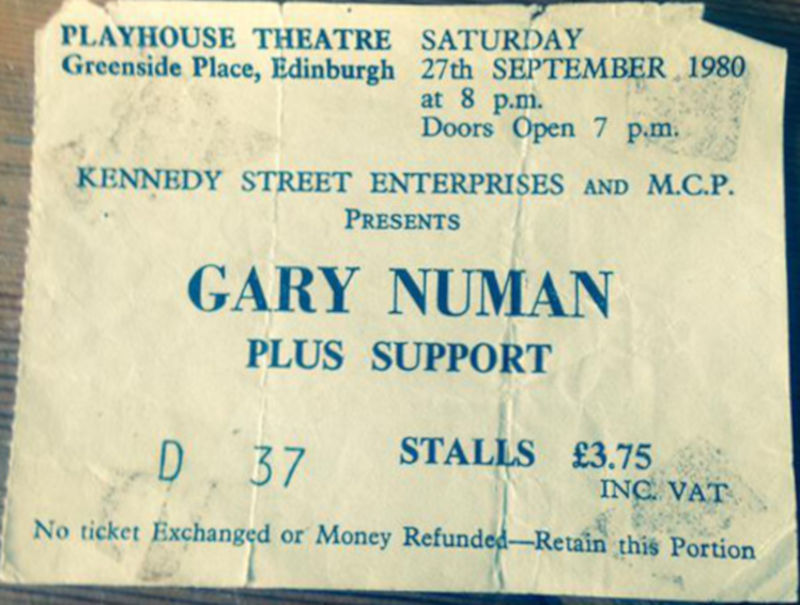 PLAYHOUSE THEATRE
Greenside Place, Edinburgh
SATURDAY
27th SEPTEMBER 1980
at 8 p.m.
Doors Open 7 p.m.
KENNEDY STREET ENTERPRISES AND M.C.P.
PRESENTS
GARY NUMAN
PLUS SUPPORT
D 37 STALLS £3.75
INC. VAT
No ticket Exchanged or Money Refunded—Retain this Portion